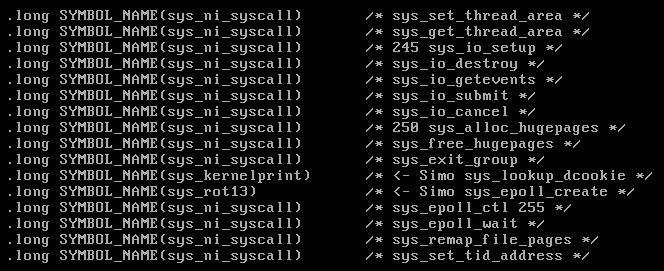 .long SYMBOL_NAME(sys_ni_syscall) /* sys_set_thread_area */
.long SYMBOL_NAME(sys_ni_syscall) /* sys_get_thread_area */
.long SYMBOL_NAME(sys_ni_syscall) /* 245 sys_io_setup */
.long SYMBOL_NAME(sys_ni_syscall) /* sys_io_destroy */
.long SYMBOL_NAME(sys_ni_syscall) /* sys_io_getevents */
.long SYMBOL_NAME(sys_ni_syscall) /* sys_io_submit */
.long SYMBOL_NAME(sys_ni_syscall) /* sys_io_cancel */
.long SYMBOL_NAME(sys_ni_syscall) /* 250 sys_alloc_hugepages */
.long SYMBOL_NAME(sys_ni_syscall) /* sys_free_hugepages */
.long SYMBOL_NAME(sys_ni_syscall) /* sys_exit_group */
.long SYMBOL_NAME(sys_kernelprint) /* <- Simo sys_lookup_dcookie */
.long SYMBOL_NAME(sys_rot13) /* <- Simo sys_epoll_create */
.long SYMBOL_NAME(sys_ni_syscall) /* sys_epoll_ctl 255 */
.long SYMBOL_NAME(sys_ni_syscall) /* sys_epoll_wait */
.long SYMBOL_NAME(sys_ni_syscall) /* sys_remap_file_pages */
.long SYMBOL_NAME(sys_ni_syscall) /* sys_set_tid_address */